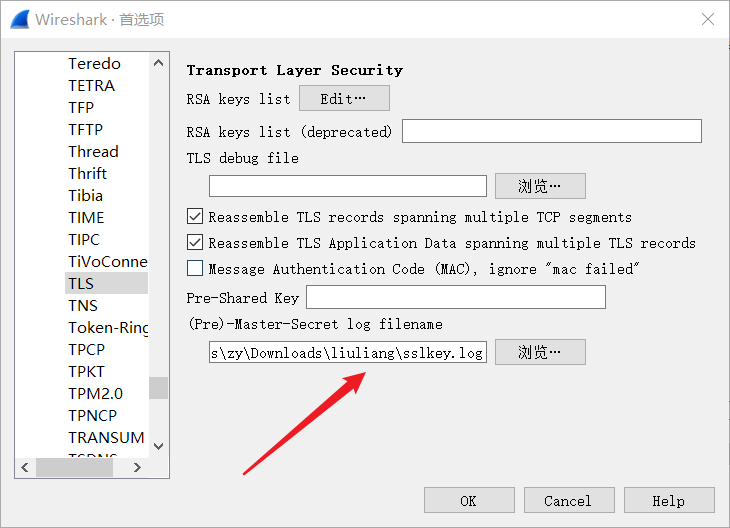 Wireshark · 首选项
Teredo
TETRA
TFP
TFTP
Thread
Thrift
Tibia
TIME
TIPC
TiVoConne
TLS
TNS
Token-Ring
TPCP
TPKT
TPM2.0
TPNCP
TRANSUM
TSDNS
Transport Layer Security
RSA keys list Edit…
RSA keys list (deprecated)
TLS debug file
浏览…
Reassemble TLS records spanning multiple TCP segments
Reassemble TLS Application Data spanning multiple TLS records
Message Authentication Code (MAC), ignore "mac failed"
Pre-Shared Key
(Pre)-Master-Secret log filename
s\zy\Downloads\liuliang\sslkey.log 浏览…
OK Cancel Help